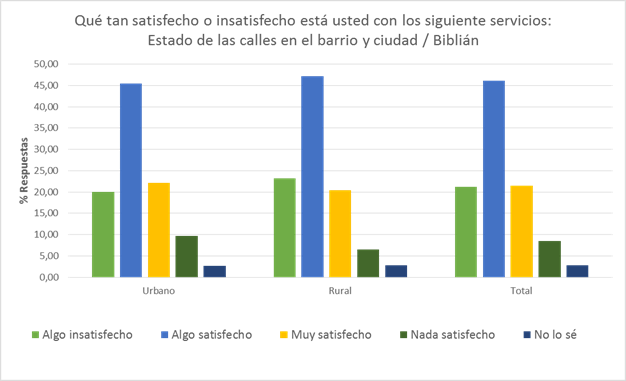 Qué tan satisfecho o insatisfecho está usted con los siguiente servicios:
Estado de las calles en el barrio y ciudad / Biblián
% Respuestas
50,00
45,00
40,00
35,00
30,00
25,00
20,00
15,00
10,00
5,00
0,00
Urbano Rural Total
Algo insatisfecho Algo satisfecho Muy satisfecho Nada satisfecho No lo sé